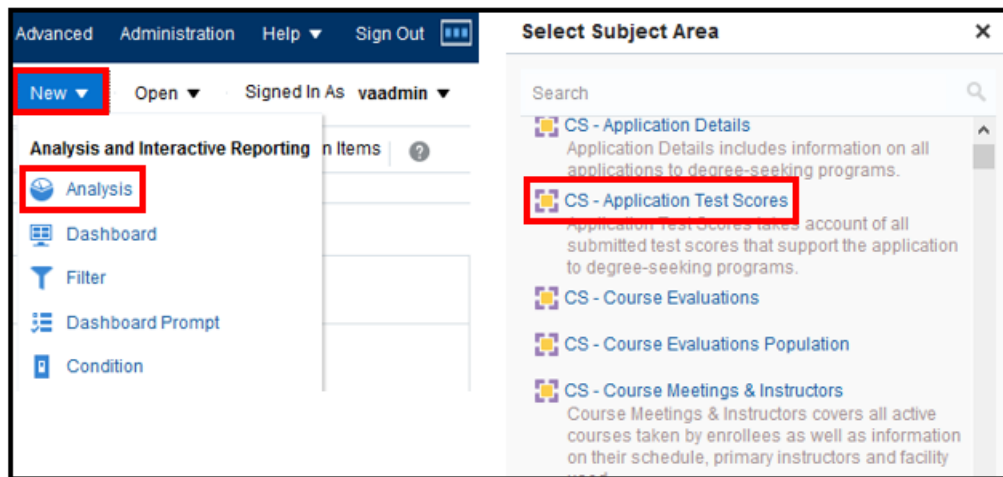 Advanced Administration Help Sign Out
New Open Signed In As vaadmin
Analysis and Interactive Reporting n Items ?
Analysis
Dashboard
Filter
Dashboard Prompt
Condition
Select Subject Area
Search
CS - Application Details
Application Details includes information on all
applications to degree-seeking programs.
CS - Application Test Scores
Application Test Scores takes account of all
submitted test scores that support the application
to degree-seeking programs.
CS - Course Evaluations
CS - Course Evaluations Population
CS - Course Meetings & Instructors
Course Meetings & Instructors covers all active
courses taken by enrollees as well as information
on their schedule, primary instructors and facility